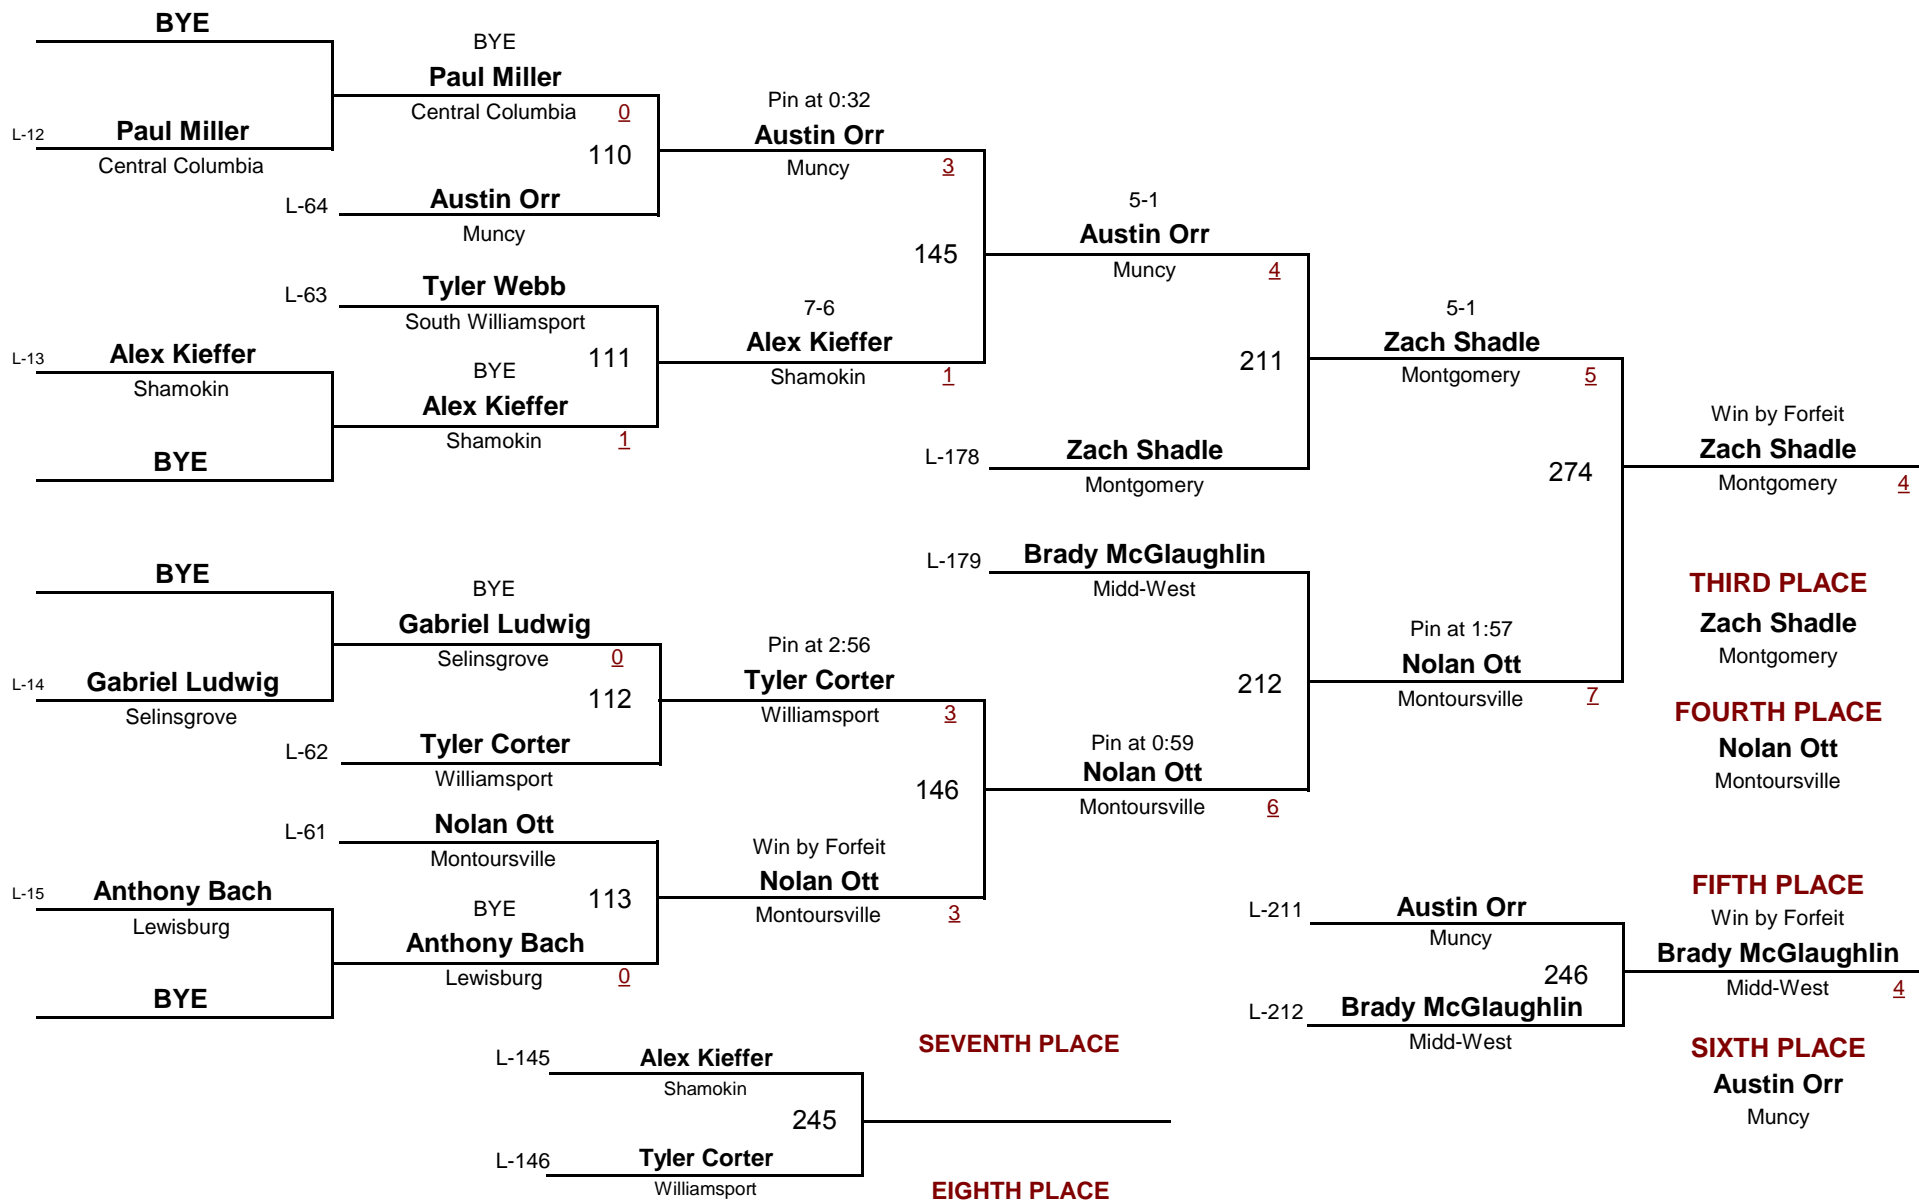 BYE
BYE
Paul Miller
Central Columbia 0
L-12 Paul Miller
Central Columbia
110
L-64 Austin Orr
Muncy
Pin at 0:32
Austin Orr
Muncy 3
L-63 Tyler Webb
South Williamsport
145
L-13 Alex Kieffer
Shamokin
111
BYE
Alex Kieffer
Shamokin 1
BYE
7-6
Alex Kieffer
Shamokin 1
5-1
Austin Orr
Muncy 4
211
L-178 Zach Shadle
Montgomery
5-1
Zach Shadle
Montgomery 5
274
Win by Forfeit
Zach Shadle
Montgomery 4
BYE
BYE
Gabriel Ludwig
Selinsgrove 0
L-14 Gabriel Ludwig
Selinsgrove
112
L-62 Tyler Corter
Williamsport
Pin at 2:56
Tyler Corter
Williamsport 3
L-61 Nolan Ott
Montoursville
146
L-15 Anthony Bach
Lewisburg
113
BYE
Anthony Bach
Lewisburg 0
BYE
Win by Forfeit
Nolan Ott
Montoursville 3
L-179 Brady McGlaughlin
Midd-West
212
Pin at 0:59
Nolan Ott
Montoursville 6
Pin at 1:57
Nolan Ott
Montoursville 7
THIRD PLACE
Zach Shadle
Montgomery
FOURTH PLACE
Nolan Ott
Montoursville
L-211 Austin Orr
Muncy
246
L-212 Brady McGlaughlin
Midd-West
FIFTH PLACE
Win by Forfeit
Brady McGlaughlin
Midd-West 4
SIXTH PLACE
Austin Orr
Muncy
L-145 Alex Kieffer
Shamokin
245
L-146 Tyler Corter
Williamsport
SEVENTH PLACE
EIGHTH PLACE